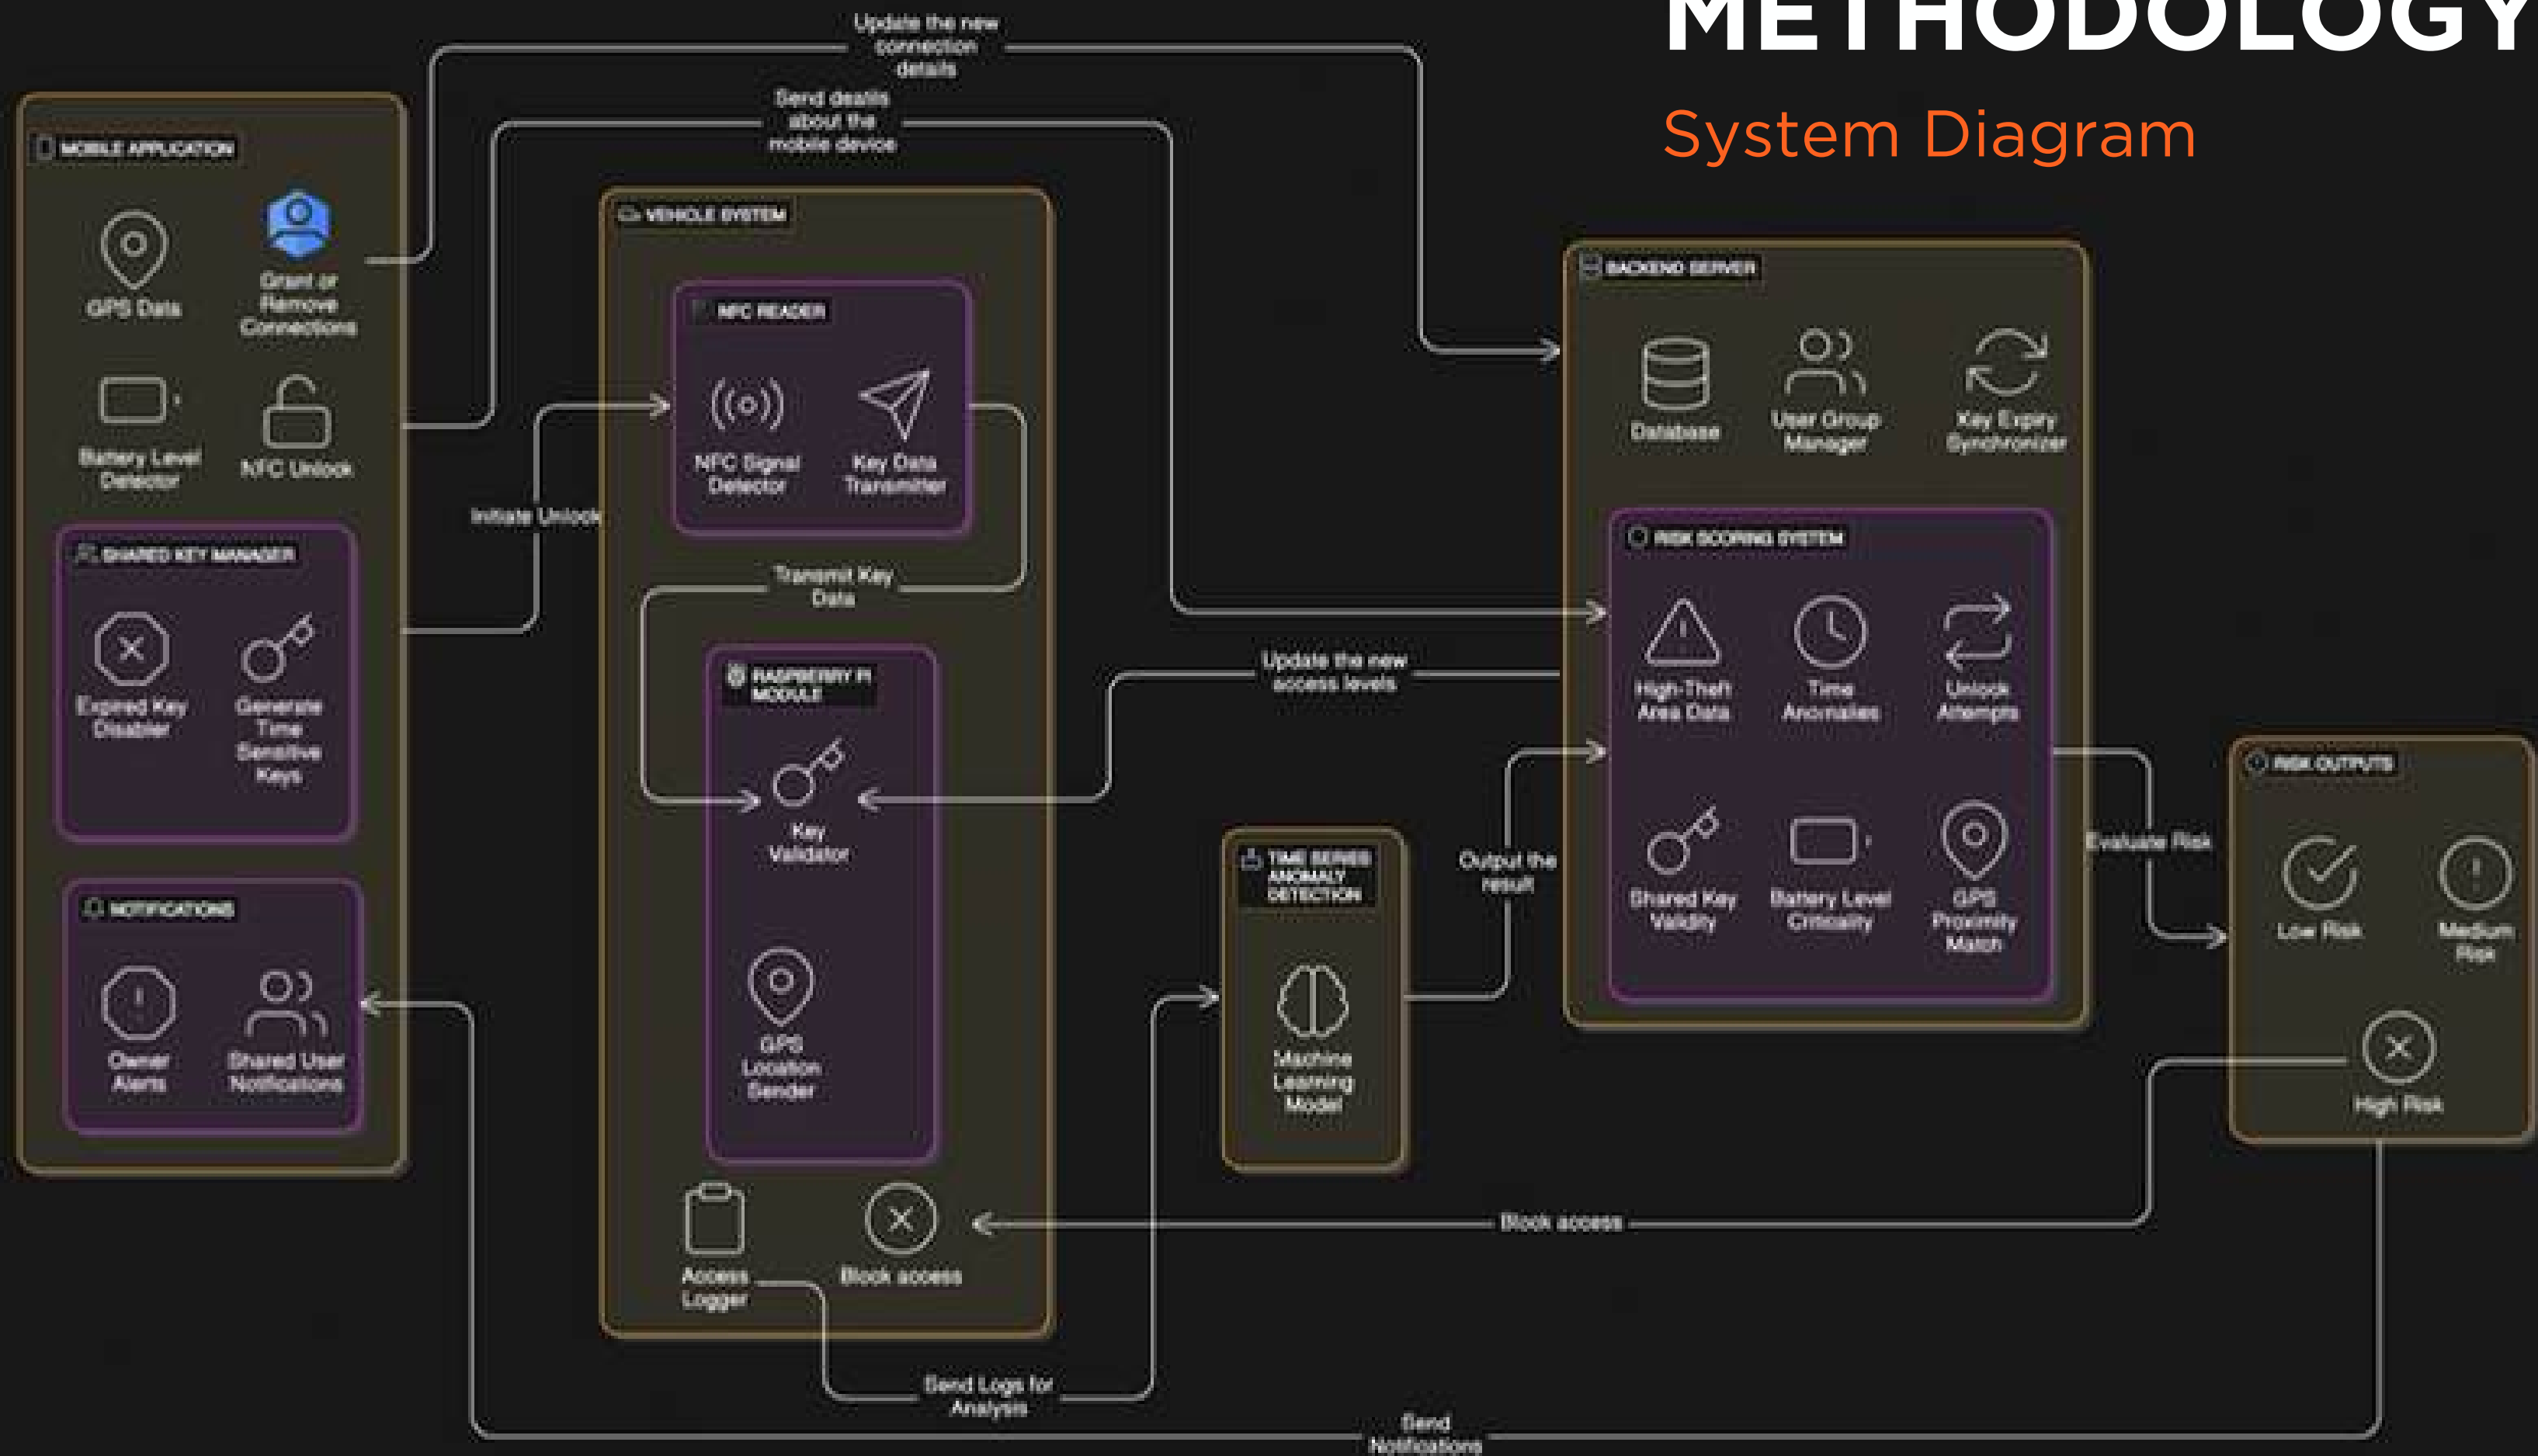 METHODOLOGY
System Diagram
Update the new
connection
details
Send deatils
about the
mobile device
MOBILE APPLICATION
GPS Data
Grant or
Remove
Connections
Battery Level
Detector
NFC Unlock
SHARED KEY MANAGER
Expired Key
Disabler
Generate
Time
Sensitive
Keys
NOTIFICATIONS
Owner
Alerts
Shared User
Notifications
Initiate Unlock
VEHICLE SYSTEM
NFC READER
NFC Signal
Detector
Key Data
Transmitter
Transmit Key
Data
RASPBERRY PI
MODULE
Key
Validator
GPS
Location
Sender
Access
Logger
Block access
Send Logs for
Analysis
Update the new
access levels
TIME SERIES
ANOMALY
DETECTION
Machine
Learning
Model
Output the
result
BACKEND SERVER
Database
User Group
Manager
Key Expiry
Synchronizer
RISK SCORING SYSTEM
High-Theft
Area Data
Time
Anomalies
Unlock
Attempts
Shared Key
Validity
Battery Level
Criticality
GPS
Proximity
Match
Evaluate Risk
RISK OUTPUTS
Low Risk
Medium
Risk
High Risk
Block access
Send
Notifications